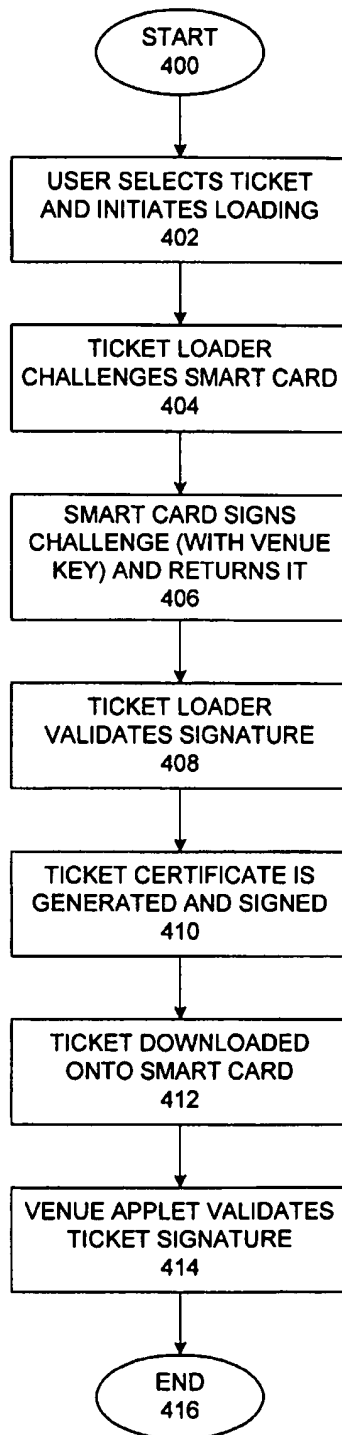 START
400
USER SELECTS TICKET
AND INITIATES LOADING
402
TICKET LOADER
CHALLENGES SMART CARD
404
SMART CARD SIGNS
CHALLENGE (WITH VENUE
KEY) AND RETURNS IT
406
TICKET LOADER
VALIDATES SIGNATURE
408
TICKET CERTIFICATE IS
GENERATED AND SIGNED
410
TICKET DOWNLOADED
ONTO SMART CARD
412
VENUE APPLET VALIDATES
TICKET SIGNATURE
414
END
416